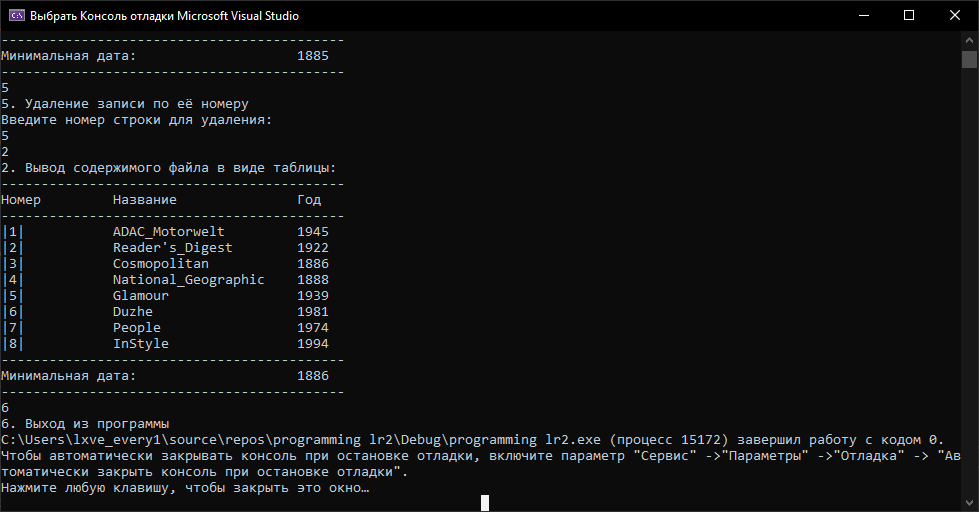 Выбрать Консоль отладки Microsoft Visual Studio
-------------------------------------------
Минимальная дата: 1885
-------------------------------------------
5
5. Удаление записи по её номеру
Введите номер строки для удаления:
5
2
2. Вывод содержимого файла в виде таблицы:
-------------------------------------------
Номер Название Год
-------------------------------------------
|1| ADAC_Motorwelt 1945
|2| Reader's_Digest 1922
|3| Cosmopolitan 1886
|4| National_Geographic 1888
|5| Glamour 1939
|6| Duzhe 1981
|7| People 1974
|8| InStyle 1994
-------------------------------------------
Минимальная дата: 1886
-------------------------------------------
6
6. Выход из программы
C:\Users\lxve_every1\source\repos\programming lr2\Debug\programming lr2.exe (процесс 15172) завершил работу с кодом 0.
Чтобы автоматически закрывать консоль при остановке отладки, включите параметр "Сервис" ->"Параметры" ->"Отладка" -> "Ав
томатически закрыть консоль при остановке отладки".
Нажмите любую клавишу, чтобы закрыть это окно…